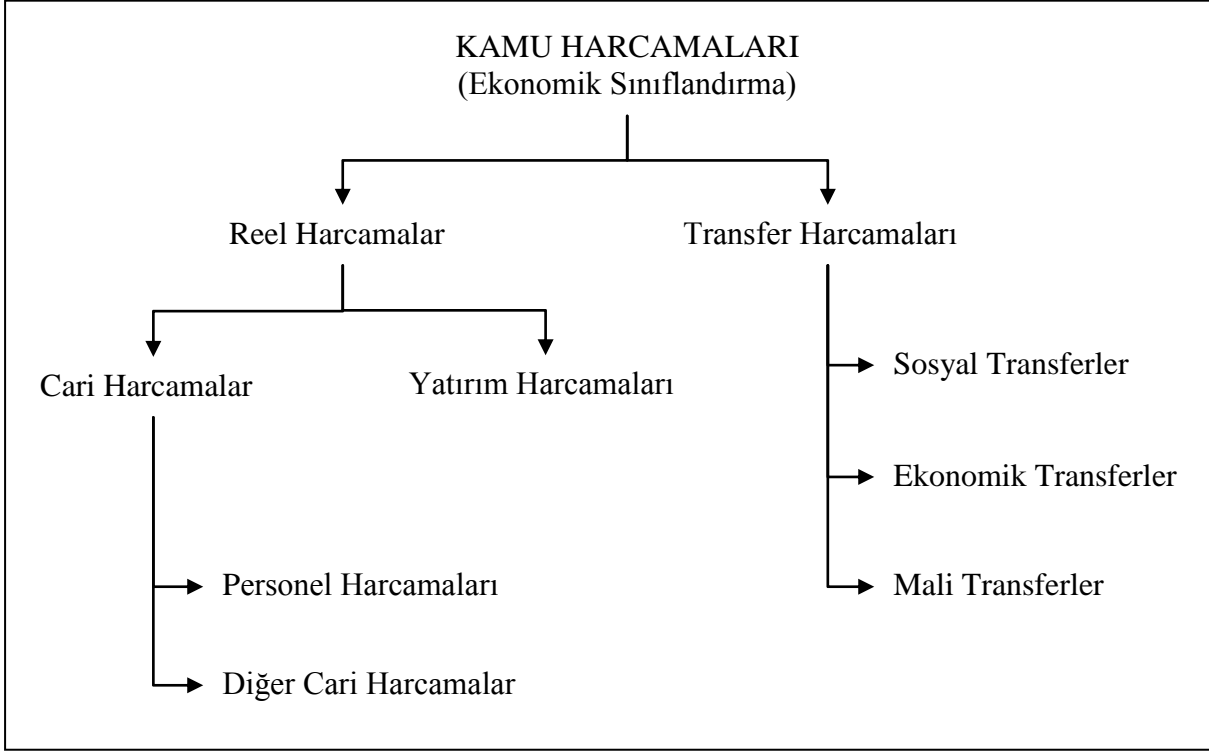 KAMU HARCAMALARI
(Ekonomik Sınıflandırma)
Reel Harcamalar
Transfer Harcamaları
Cari Harcamalar
Yatırım Harcamaları
Sosyal Transferler
Ekonomik Transferler
Personel Harcamaları
Mali Transferler
Diğer Cari Harcamalar